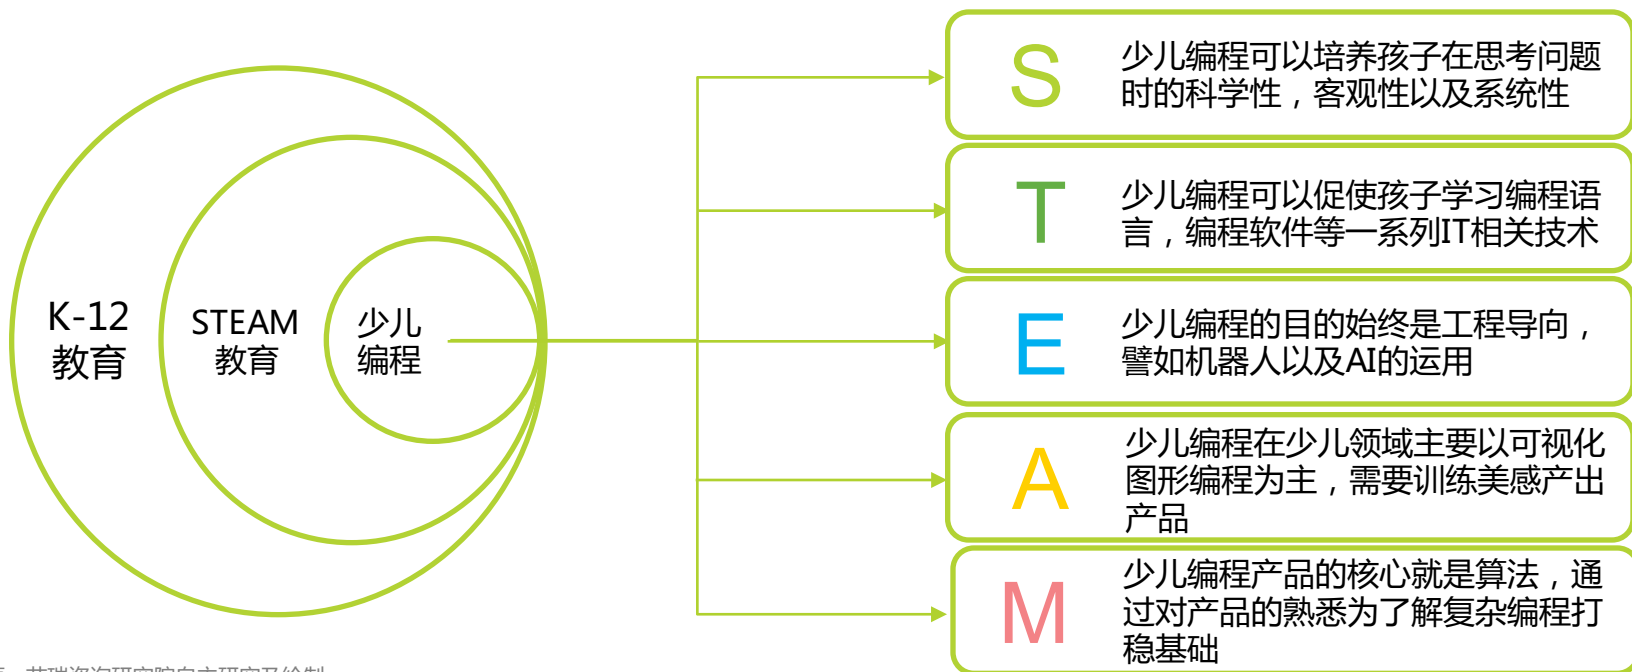 K-12
教育
STEAM
教育
少儿
编程
S
少儿编程可以培养孩子在思考问题
时的科学性，客观性以及系统性
T
少儿编程可以促使孩子学习编程语
言，编程软件等一系列IT相关技术
E
少儿编程的目的始终是工程导向，
譬如机器人以及AI的运用
A
少儿编程在少儿领域主要以可视化
图形编程为主，需要训练美感产出
产品
M
少儿编程产品的核心就是算法，通
过对产品的熟悉为了解复杂编程打
稳基础